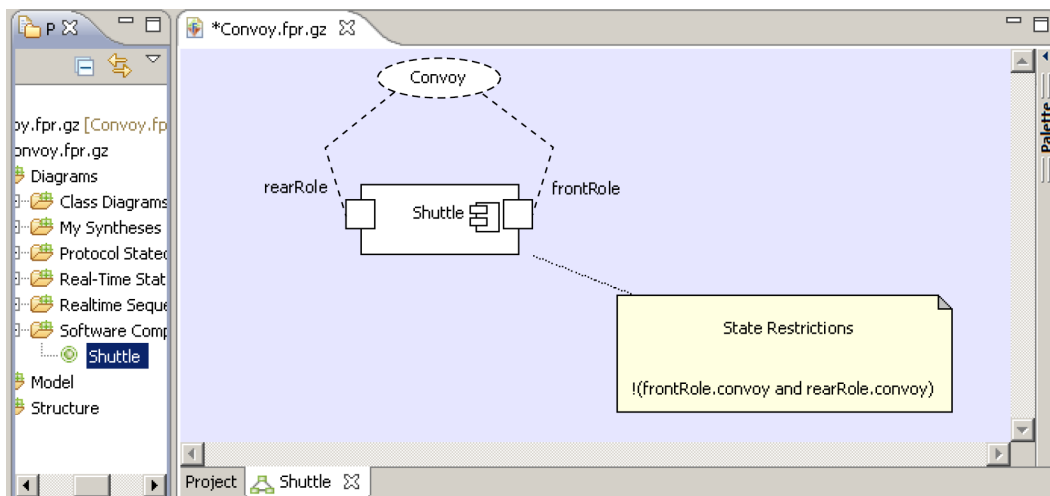 P
*Convoy.fpr.gz
oy.fpr.gz [Convoy.fp
onvoy.fpr.gz
Diagrams
Class Diagrams
My Syntheses
Protocol Statec
Real-Time Stat
Realtime Seque
Software Comp
Shuttle
Model
Structure
Convoy
rearRole
frontRole
Shuttle
State Restrictions
!(frontRole.convoy and rearRole.convoy)
Palette
Project
Shuttle